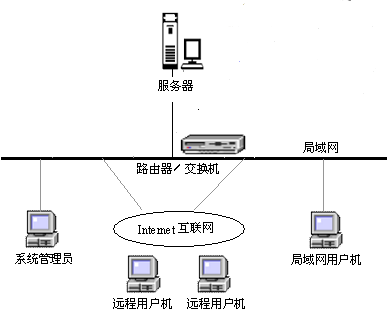 服务器
局域网
路由器／交换机
Internet 互联网
系统管理员
局域网用户机
远程用户机
远程用户机